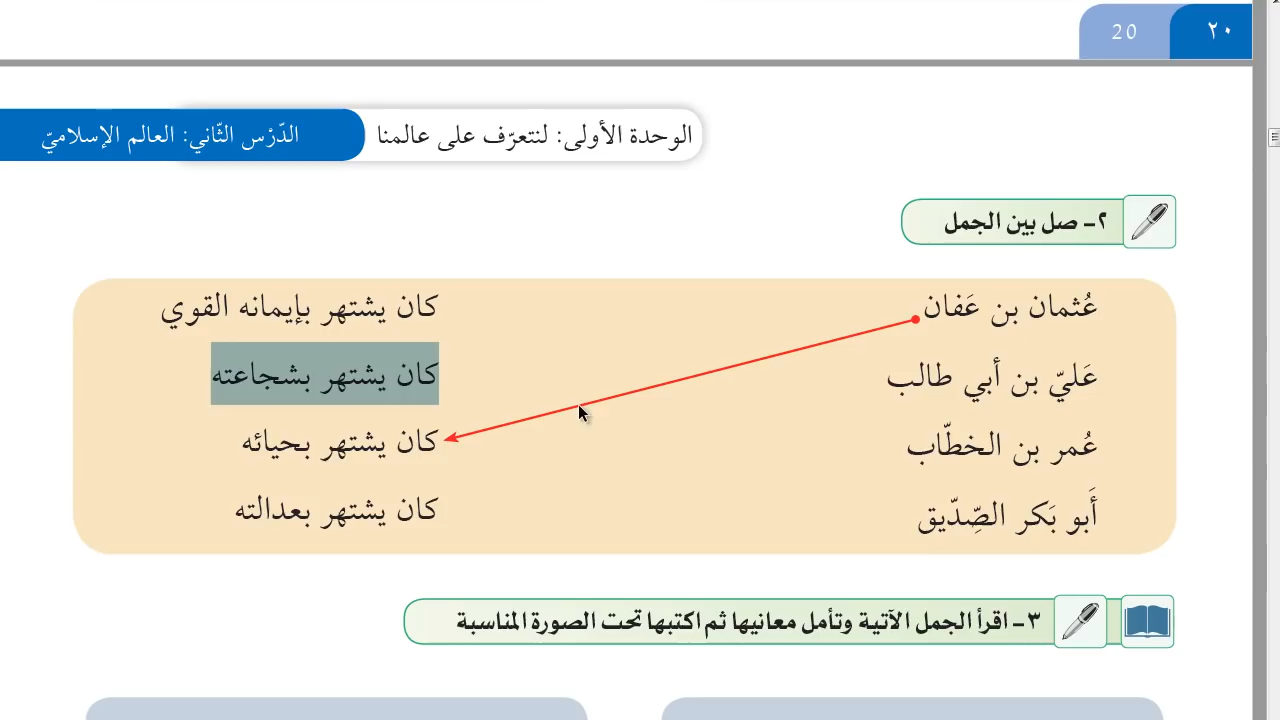 ٢٠ 20
الوحدة الأولى: لنتعرّف على عالمنا الدّرْس الثّاني: العالم الإسلاميّ
٢- صل بين الجمل
عُثمان بن عَفان كان يشتهر بإيمانه القوي
عَليّ بن أبي طالب كان يشتهر بشجاعته
عُمر بن الخطّاب كان يشتهر بحيائه
أَبو بَكر الصِّدّيق كان يشتهر بعدالته
٣- اقرأ الجمل الآتية وتأمل معانيها ثم اكتبها تحت الصورة المناسبة